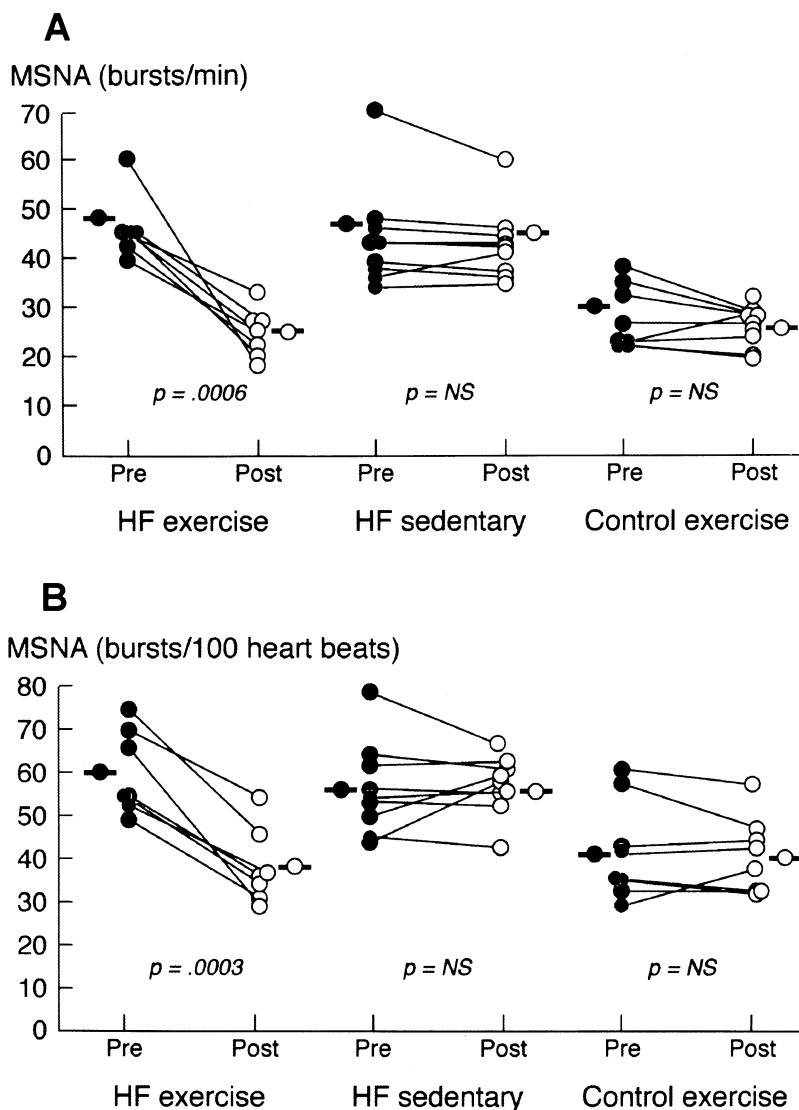 A
MSNA (bursts/min)
70
60
50
40
30
20
10
0
p = .0006
p = NS
p = NS
Pre Post Pre Post Pre Post
HF exercise HF sedentary Control exercise
B
MSNA (bursts/100 heart beats)
80
70
60
50
40
30
20
10
0
p = .0003
p = NS
p = NS
Pre Post Pre Post Pre Post
HF exercise HF sedentary Control exercise